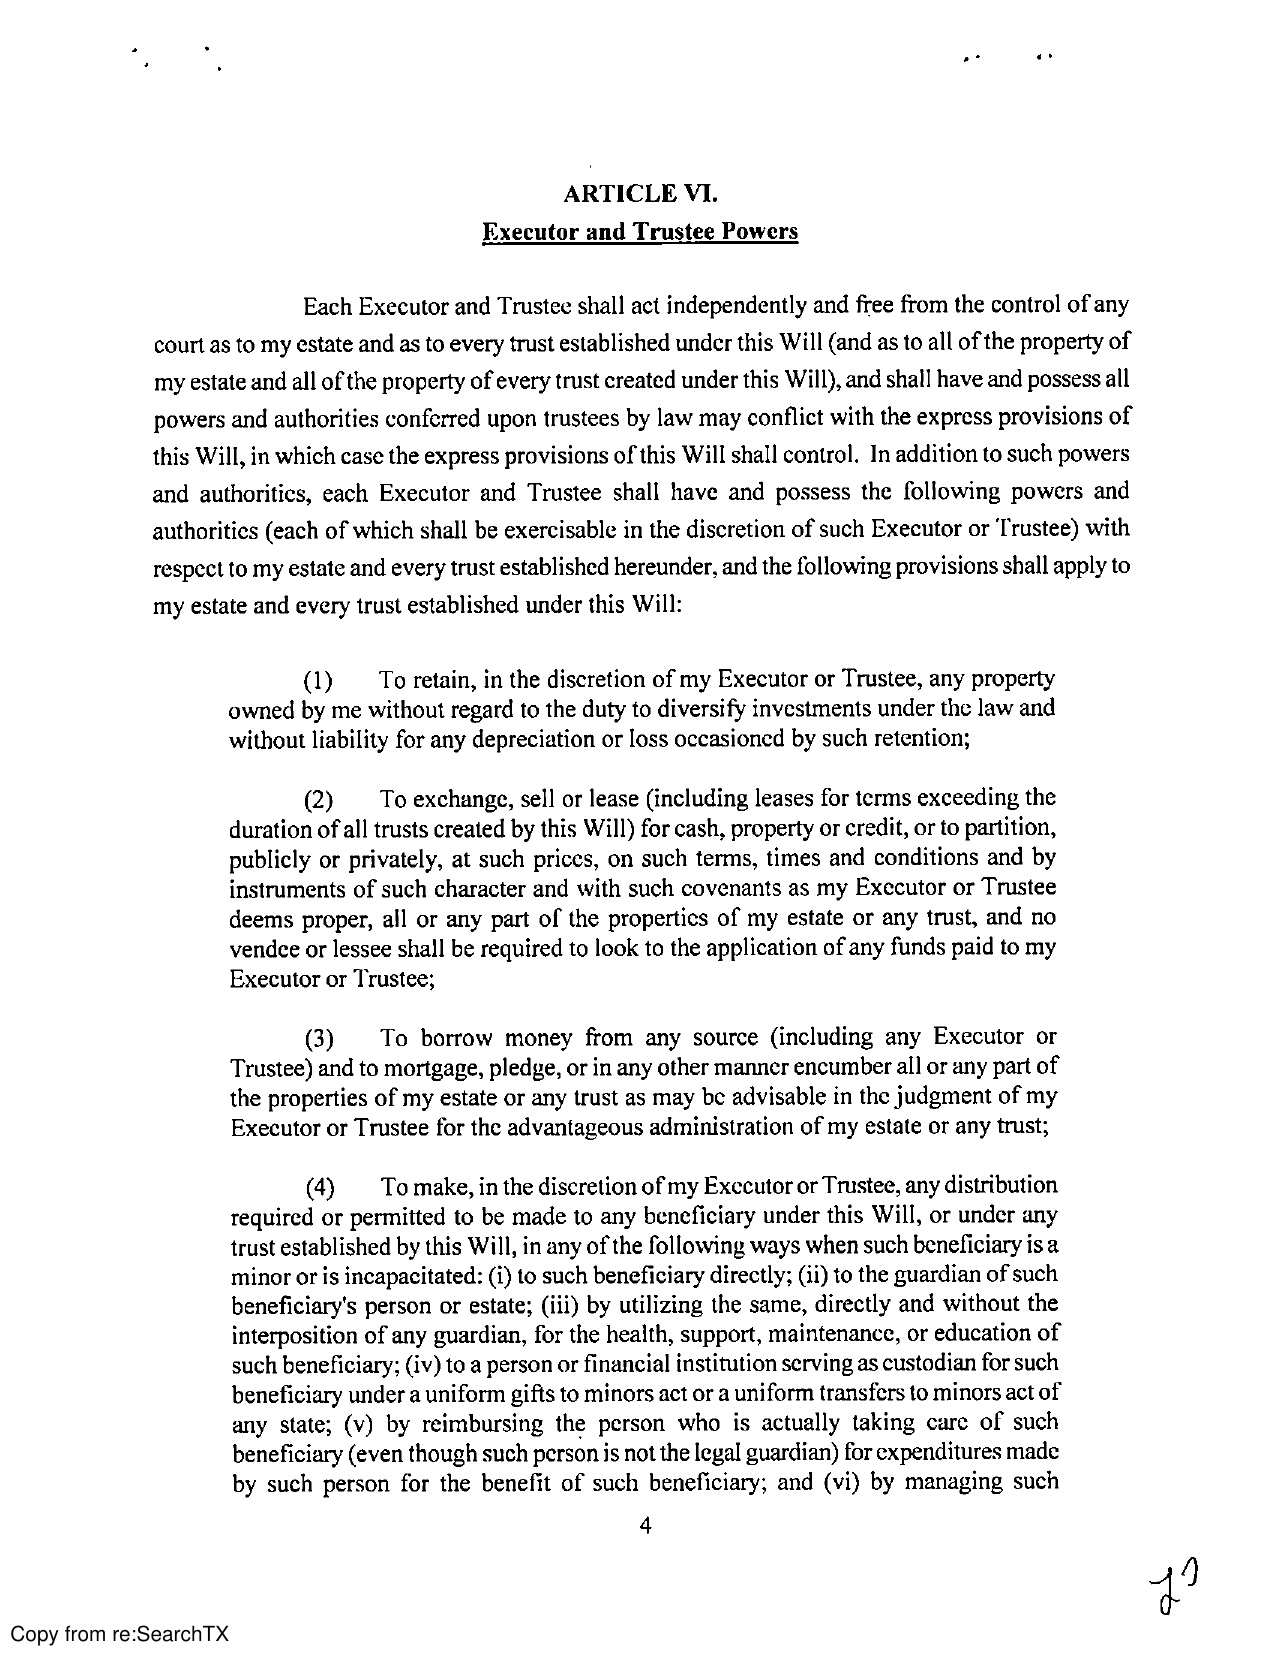 ARTICLE VI.
Executor and Trustee Powers
Each Executor and Trustee shall act independently and free from the control of any
court as to my estate and as to every trust established under this Will (and as to all of the property of
my estate and all of the property of every trust created under this Will), and shall have and possess all
powers and authorities conferred upon trustees by law may conflict with the express provisions of
this Will, in which case the express provisions of this Will shall control. In addition to such powers
and authorities, each Executor and Trustee shall have and possess the following powers and
authorities (each of which shall be exercisable in the discretion of such Executor or Trustee) with
respect to my estate and every trust established hereunder, and the following provisions shall apply to
my estate and every trust established under this Will:
(1) To retain, in the discretion of my Executor or Trustee, any property
owned by me without regard to the duty to diversify investments under the law and
without liability for any depreciation or loss occasioned by such retention;
(2) To exchange, sell or lease (including leases for terms exceeding the
duration of all trusts created by this Will) for cash, property or credit, or to partition,
publicly or privately, at such prices, on such terms, times and conditions and by
instruments of such character and with such covenants as my Executor or Trustee
deems proper, all or any part of the properties of my estate or any trust, and no
vendee or lessee shall be required to look to the application of any funds paid to my
Executor or Trustee;
(3) To borrow money from any source (including any Executor or
Trustee) and to mortgage, pledge, or in any other manner encumber all or any part of
the properties of my estate or any trust as may be advisable in the judgment of my
Executor or Trustee for the advantageous administration of my estate or any trust;
(4) To make, in the discretion of my Executor or Trustee, any distribution
required or permitted to be made to any beneficiary under this Will, or under any
trust established by this Will, in any of the following ways when such beneficiary is a
minor or is incapacitated: (i) to such beneficiary directly; (ii) to the guardian of such
beneficiary's person or estate; (iii) by utilizing the same, directly and without the
interposition of any guardian, for the health, support, maintenance, or education of
such beneficiary; (iv) to a person or financial institution serving as custodian for such
beneficiary under a uniform gifts to minors act or a uniform transfers to minors act of
any state; (v) by reimbursing the person who is actually taking care of such
beneficiary (even though such person is not the legal guardian) for expenditures made
by such person for the benefit of such beneficiary; and (vi) by managing such
4
Copy from re:SearchTX